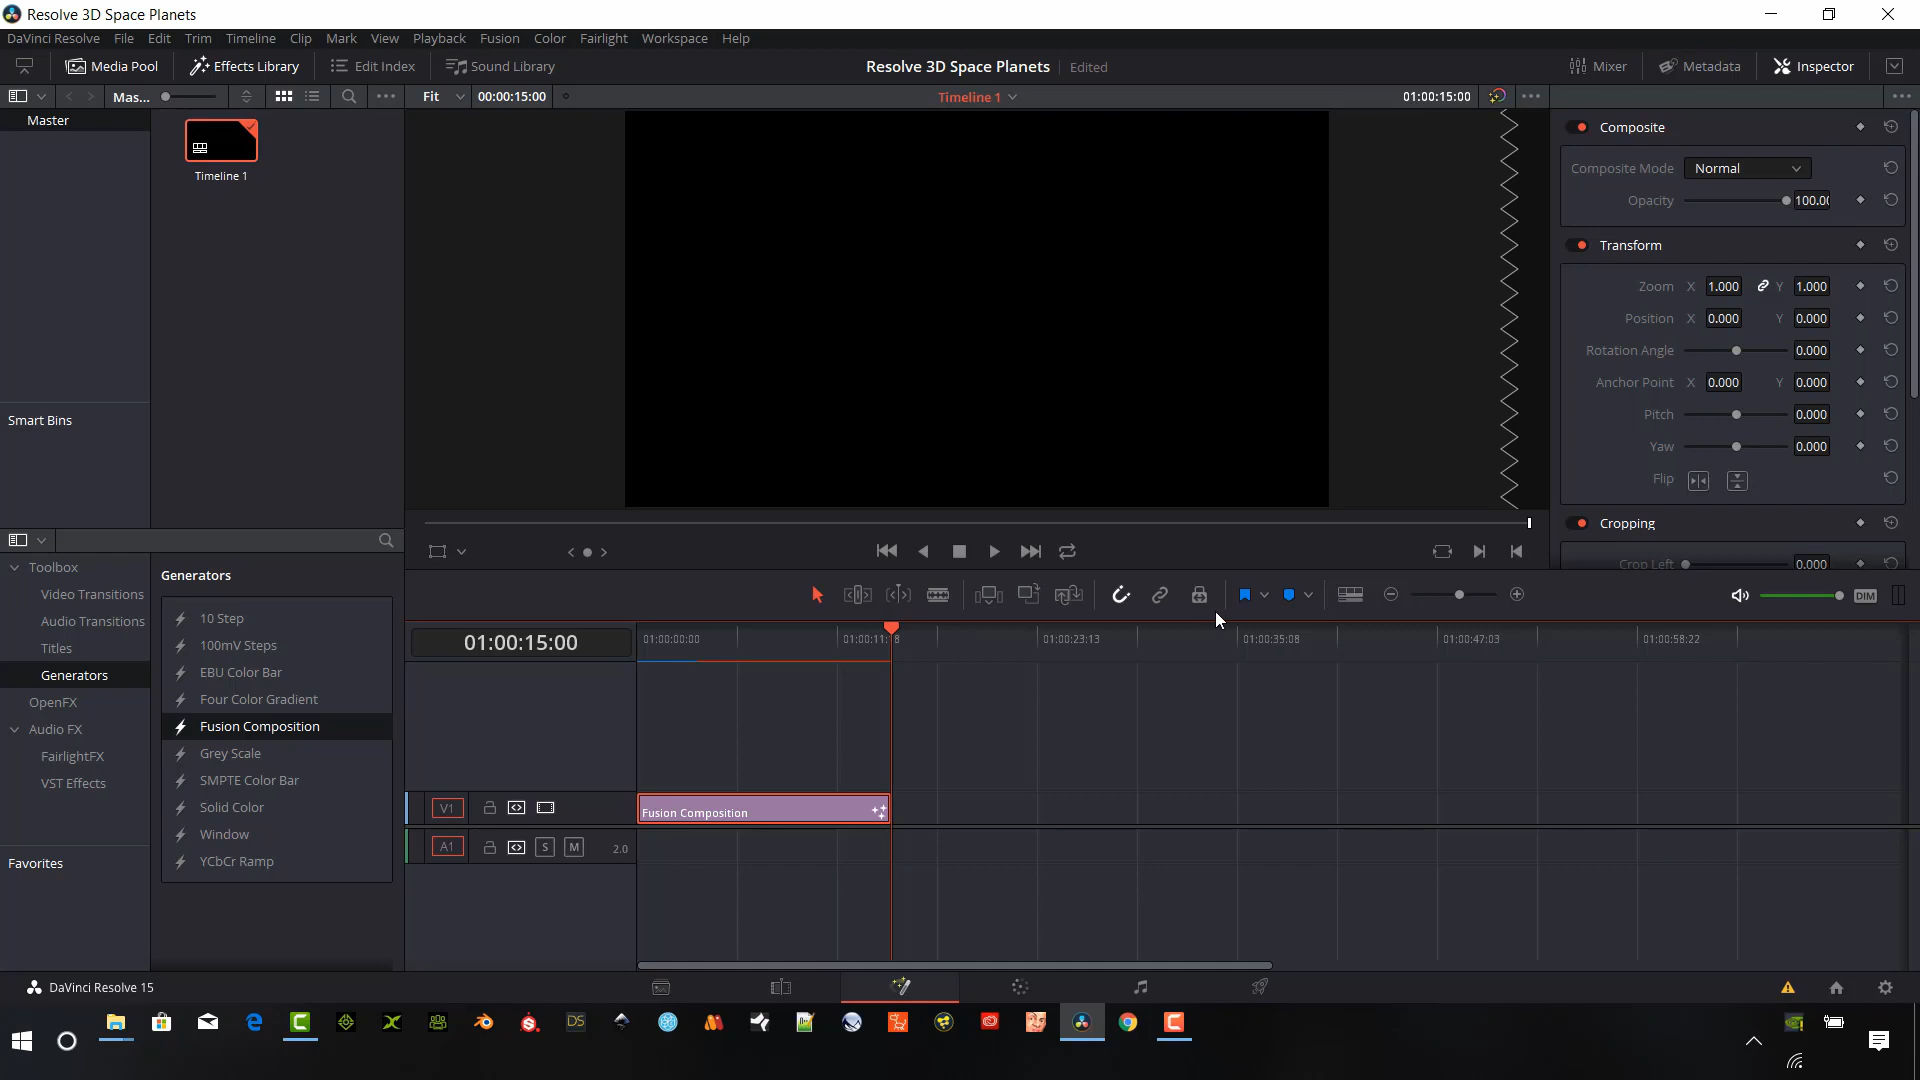 Resolve 3D Space Planets
DaVinci Resolve File Edit Trim Timeline Clip Mark View Playback Fusion Color Fairlight Workspace Help
Media Pool Effects Library Edit Index Sound Library Resolve 3D Space Planets Edited Mixer Metadata Inspector
Mas... Fit 00:00:15:00 Timeline 1 01:00:15:00
Master
Timeline 1
Composite
Composite Mode Normal
Opacity 100.00
Transform
Zoom X 1.000 Y 1.000
Position X 0.000 Y 0.000
Rotation Angle 0.000
Anchor Point X 0.000 Y 0.000
Pitch 0.000
Yaw 0.000
Flip
Cropping
Crop Left 0.000
Smart Bins
Toolbox
Video Transitions
Audio Transitions
Titles
Generators
OpenFX
Audio FX
FairlightFX
VST Effects
Favorites
Generators
10 Step
100mV Steps
EBU Color Bar
Four Color Gradient
Fusion Composition
Grey Scale
SMPTE Color Bar
Solid Color
Window
YCbCr Ramp
DIM
01:00:15:00 01:00:00:00 01:00:23:13 01:00:35:08 01:00:47:03 01:00:58:22
V1 Fusion Composition
A1 S M 2.0
DaVinci Resolve 15
DS